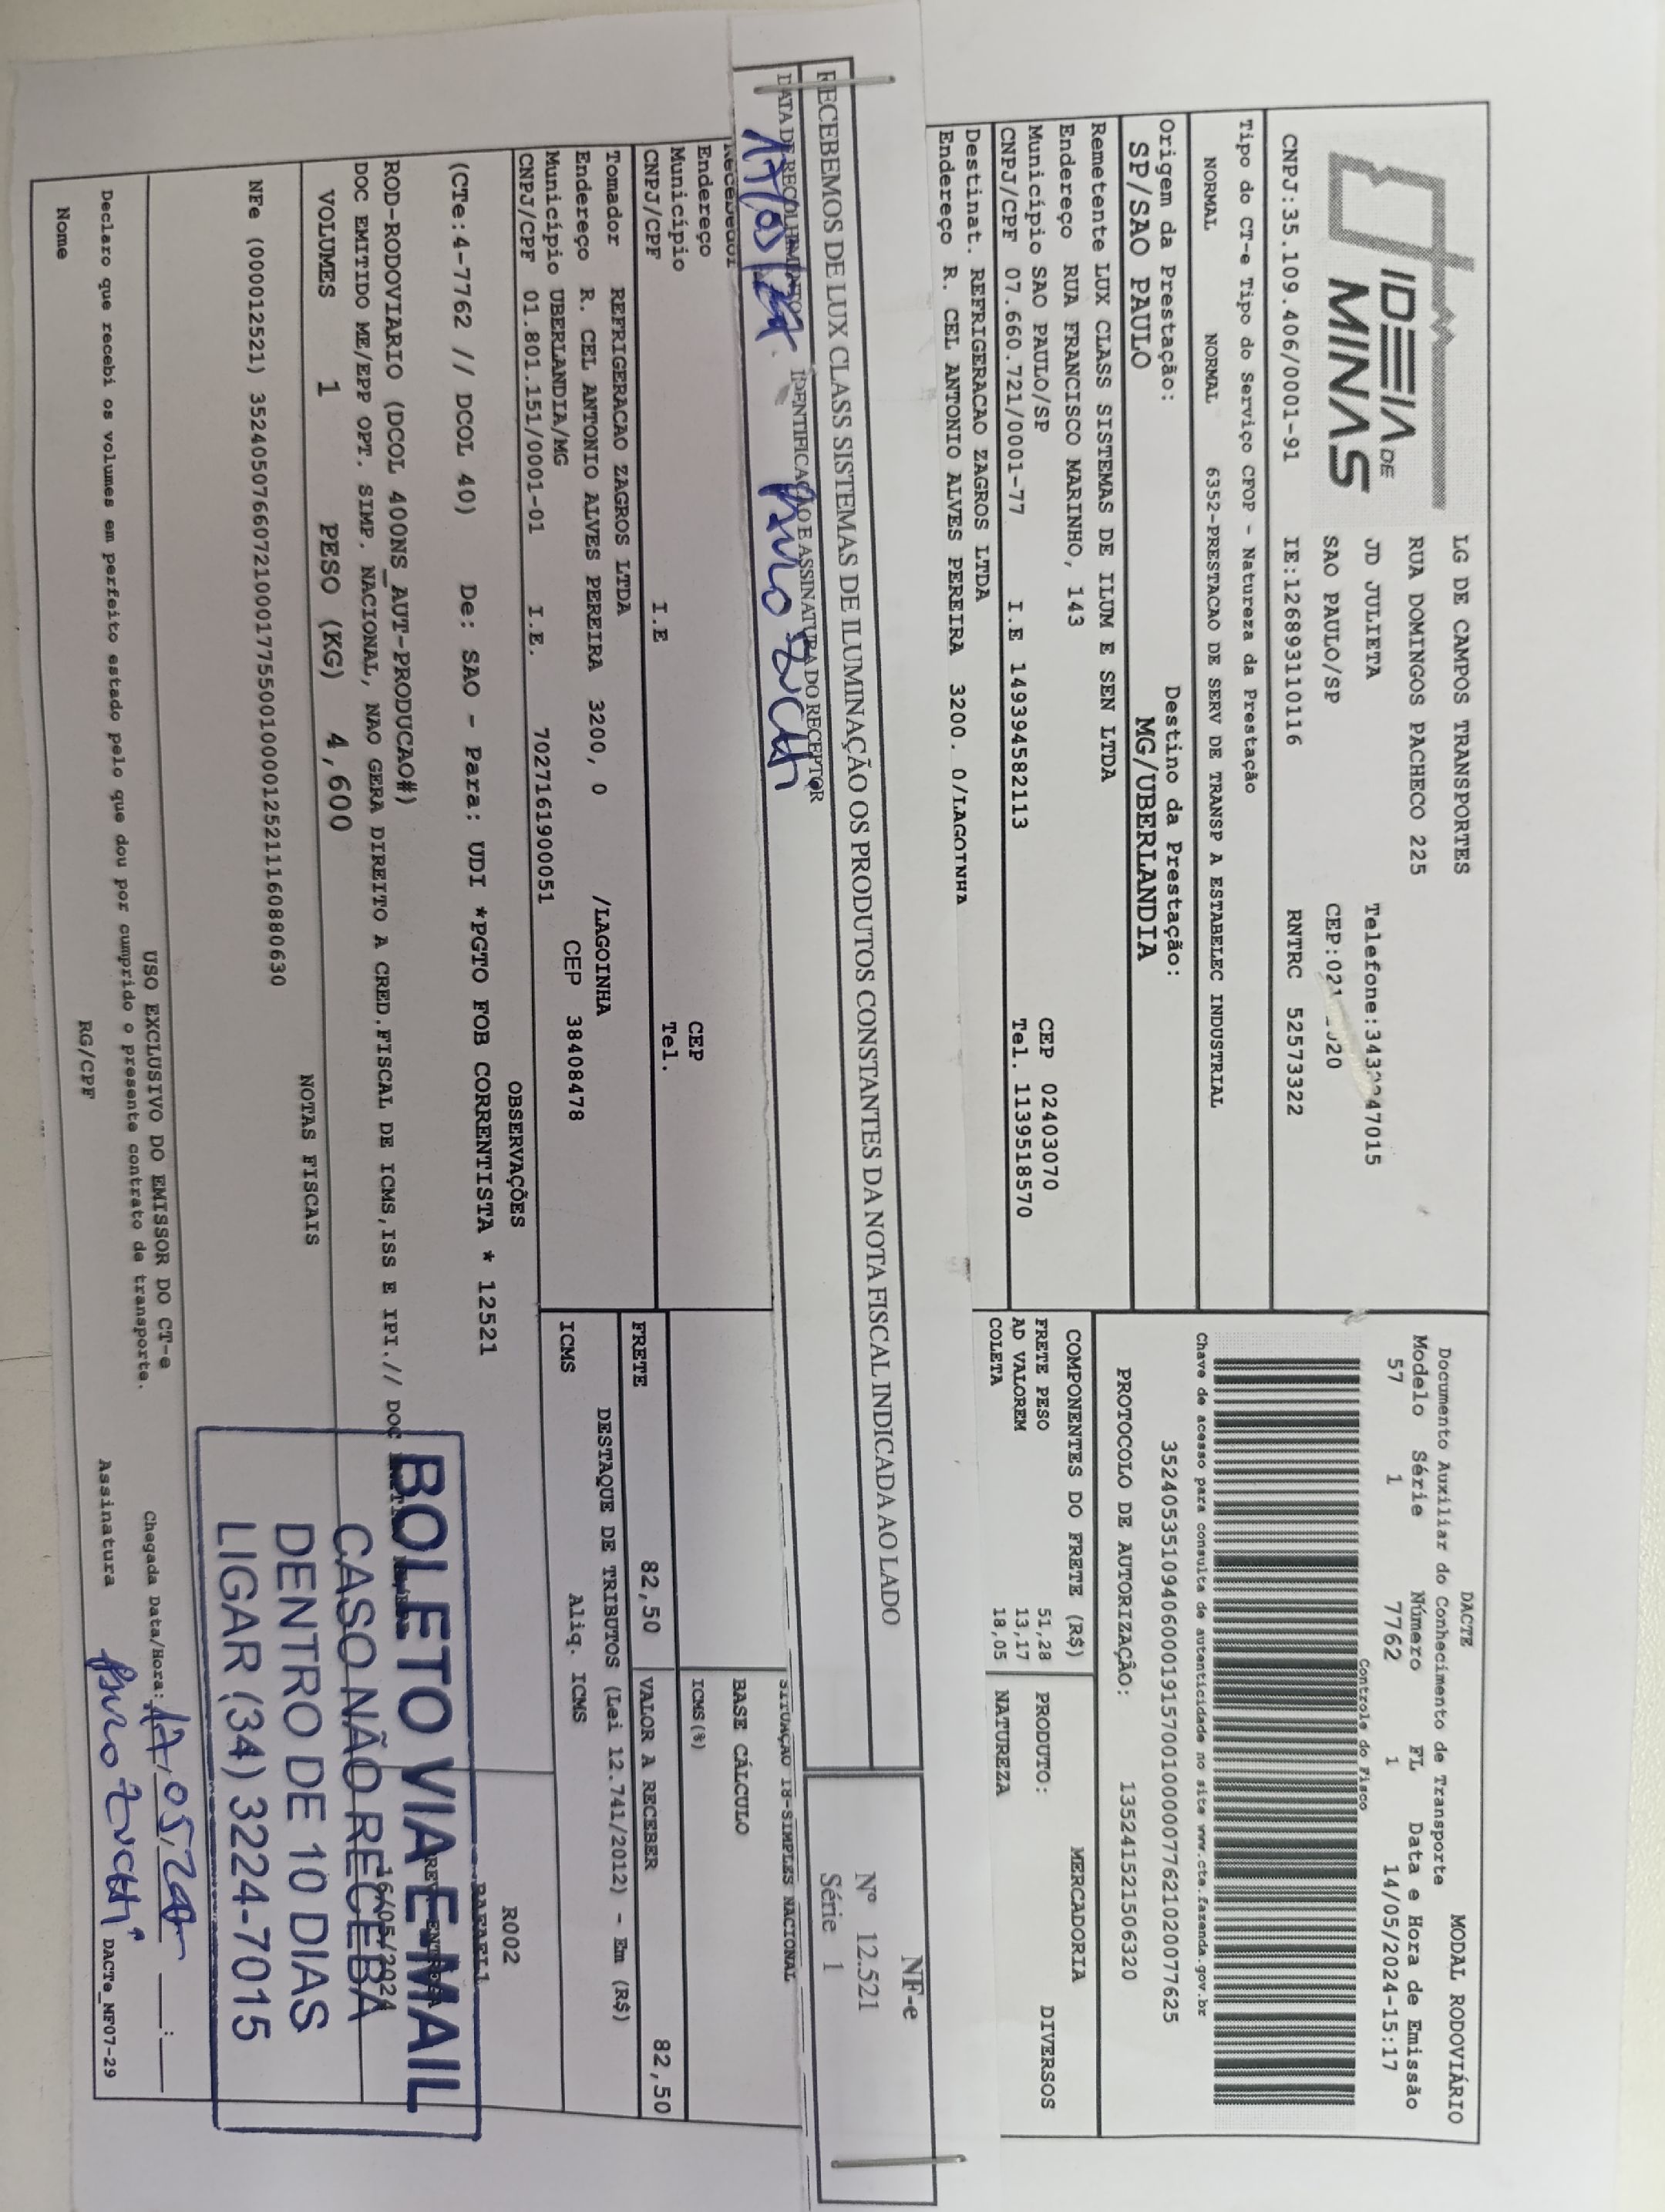 IDEIA DE
MINAS
LG DE CAMPOS TRANSPORTES
RUA DOMINGOS PACHECO 225
JD JULIETA
SAO PAULO/SP
CNPJ:35.109.406/0001-91 IE:126893110116 RNTRC 52573322
Tipo do CT-e Tipo do Serviço CFOP - Natureza da Prestação
NORMAL NORMAL 6352-PRESTACAO DE SERV DE TRANSP A ESTABELEC INDUSTRIAL
Origem da Prestação: Destino da Prestação:
SP/SAO PAULO MG/UBERLANDIA
Remetente LUX CLASS SISTEMAS DE ILUM E SEN LTDA
Endereço RUA FRANCISCO MARINHO, 143
Município SAO PAULO/SP CEP 02403070
CNPJ/CPF 07.660.721/0001-77 I.E 149394582113 Tel. 1139518570
Destinat. REFRIGERACAO ZAGROS LTDA
Endereço R. CEL ANTONIO ALVES PEREIRA 3200. 0/LAGOINHA
DACTE MODAL RODOVIÁRIO
Documento Auxiliar do Conhecimento de Transporte
Modelo Série Número FL Data e Hora de Emissão
57 1 7762 1 14/05/2024-15:17
Controle do Fisco
Chave de acesso para consulta de autenticidade no site www.cte.fazenda.gov.br
35240535109406000191570010000077621020077625
PROTOCOLO DE AUTORIZAÇÃO: 135241521506320
COMPONENTES DO FRETE (R$) MERCADORIA
FRETE PESO 51,28 PRODUTO: DIVERSOS
AD VALOREM 13,17 NATUREZA
COLETA 18,05
RECEBEMOS DE LUX CLASS SISTEMAS DE ILUMINAÇÃO OS PRODUTOS CONSTANTES DA NOTA FISCAL INDICADA AO LADO
DATA DE RECOLHIMENTO IDENTIFICAÇÃO E ASSINATURA DO RECEPTOR
17/05/24
NF-e
Nº 12.521
Série 1
Recebedor
Endereço
Município CEP
CNPJ/CPF I.E Tel.
SITUAÇÃO 18-SIMPLES NACIONAL
BASE CÁLCULO
ICMS(%)
Tomador REFRIGERACAO ZAGROS LTDA
Endereço R. CEL ANTONIO ALVES PEREIRA 3200, 0 /LAGOINHA
Município UBERLANDIA/MG CEP 38408478
CNPJ/CPF 01.801.151/0001-01 I.E. 7027161900051
FRETE 82,50 VALOR A RECEBER 82,50
DESTAQUE DE TRIBUTOS (Lei 12.741/2012) - Em (R$)
ICMS Aliq. ICMS
OBSERVAÇÕES
R002
(CTe:4-7762 // DCOL 40) De: SAO - Para: UDI *PGTO FOB CORRENTISTA * 12521
ROD-RODOVIARIO (DCOL 400NS_AUT-PRODUCAO#)
DOC EMITIDO ME/EPP OPT. SIMP. NACIONAL, NAO GERA DIREITO A CRED.FISCAL DE ICMS,ISS E IPI.// DOC
16/05/2024
BOLETO VIA E-MAIL
CASO NÃO RECEBA
DENTRO DE 10 DIAS
LIGAR (34) 3224-7015
VOLUMES 1 PESO (KG) 4,600
NOTAS FISCAIS
NFe (000012521) 35240507660721000177550010000125211160880630
USO EXCLUSIVO DO EMISSOR DO CT-e
Declaro que recebi os volumes em perfeito estado pelo que dou por cumprido o presente contrato de transporte.
Chegada Data/Hora: 17,05,24 __:__
Nome RG/CPF Assinatura
DACTe_NF07-29